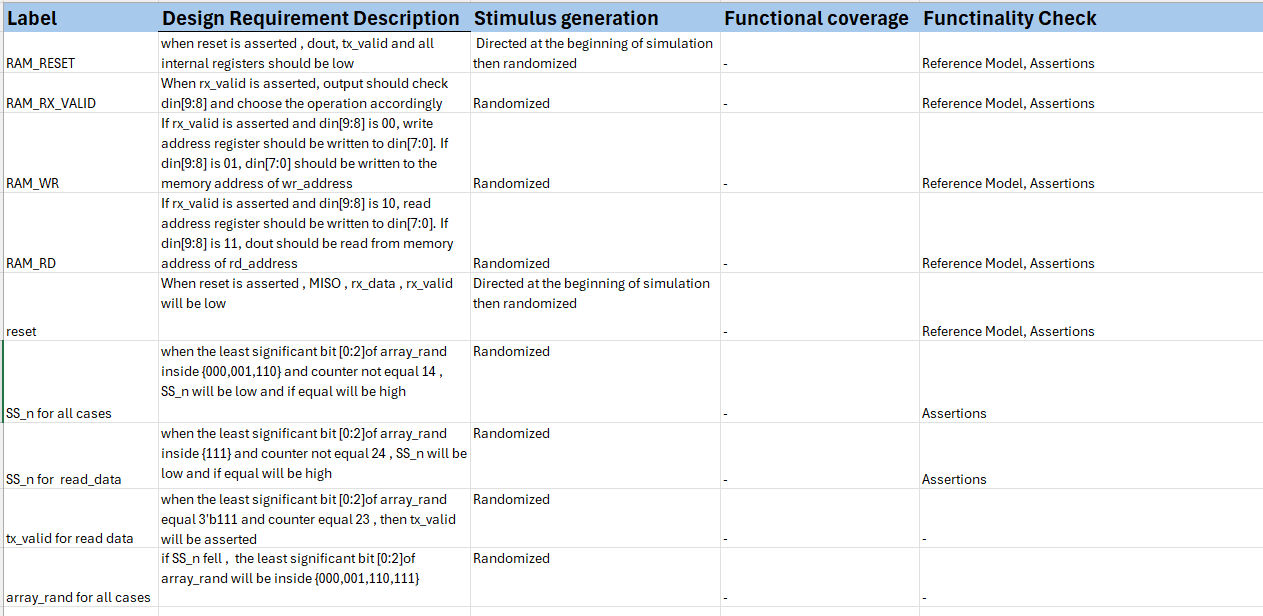 Label Design Requirement Description Stimulus generation Functional coverage Functinality Check
when reset is asserted , dout, tx_valid and all Directed at the beginning of simulation
RAM_RESET internal registers should be low then randomized - Reference Model, Assertions
When rx_valid is asserted, output should check
RAM_RX_VALID din[9:8] and choose the operation accordingly Randomized - Reference Model, Assertions
If rx_valid is asserted and din[9:8] is 00, write
address register should be written to din[7:0]. If
din[9:8] is 01, din[7:0] should be written to the
RAM_WR memory address of wr_address Randomized - Reference Model, Assertions
If rx_valid is asserted and din[9:8] is 10, read
address register should be written to din[7:0]. If
din[9:8] is 11, dout should be read from memory
RAM_RD address of rd_address Randomized - Reference Model, Assertions
When reset is asserted , MISO , rx_data , rx_valid Directed at the beginning of simulation
will be low then randomized
reset - Reference Model, Assertions
when the least significant bit [0:2]of array_rand Randomized
inside {000,001,110} and counter not equal 14 ,
SS_n will be low and if equal will be high
SS_n for all cases - Assertions
when the least significant bit [0:2]of array_rand Randomized
inside {111} and counter not equal 24 , SS_n will be
low and if equal will be high
SS_n for read_data - Assertions
when the least significant bit [0:2]of array_rand Randomized
equal 3'b111 and counter equal 23 , then tx_valid
tx_valid for read data will be asserted - -
if SS_n fell , the least significant bit [0:2]of Randomized
array_rand will be inside {000,001,110,111}
array_rand for all cases - -